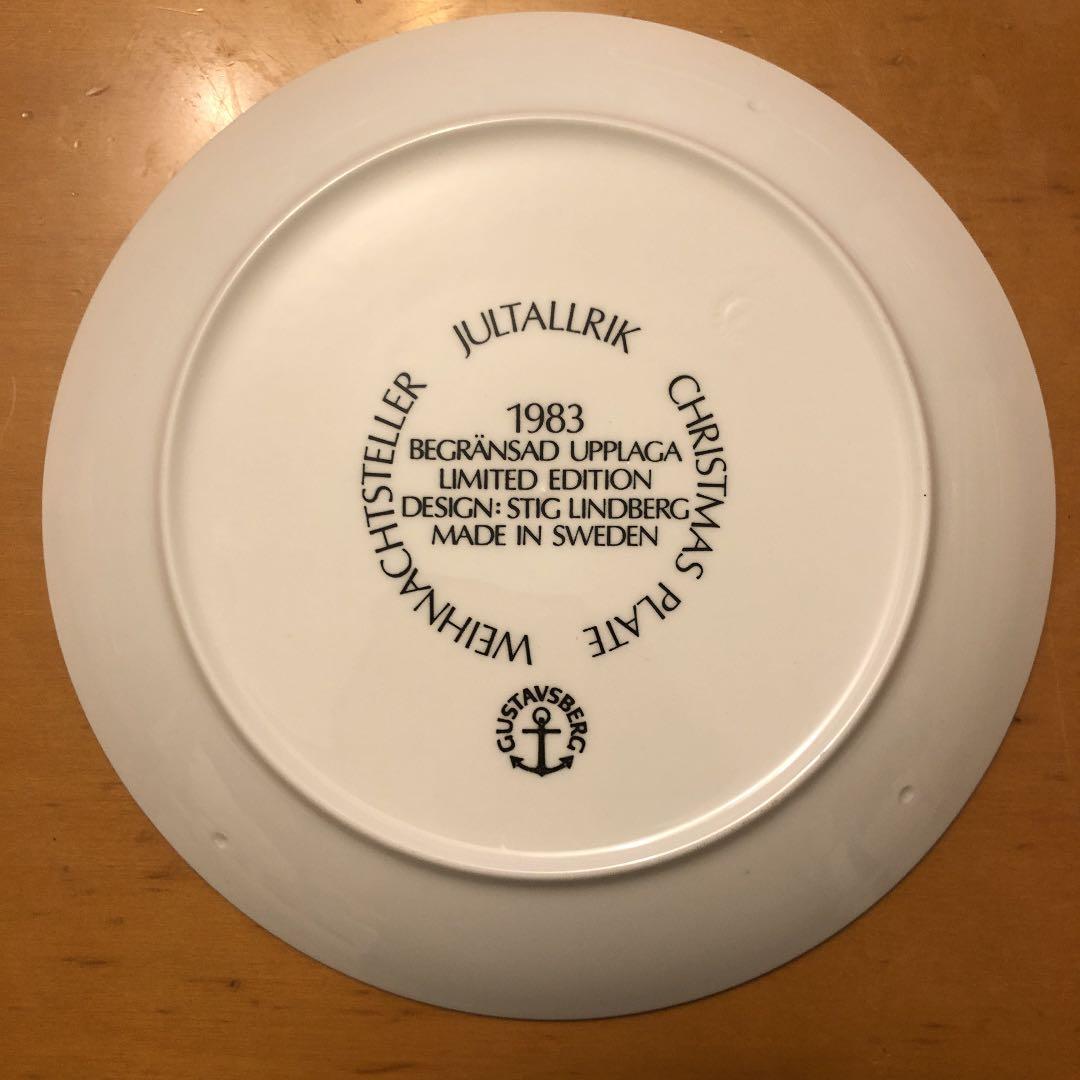 JULTALLRIK
CHRISTMAS PLATE
WEIHNACHTSTELLER
1983
BEGRÄNSAD UPPLAGA
LIMITED EDITION
DESIGN: STIG LINDBERG
MADE IN SWEDEN
GUSTAVSBERG